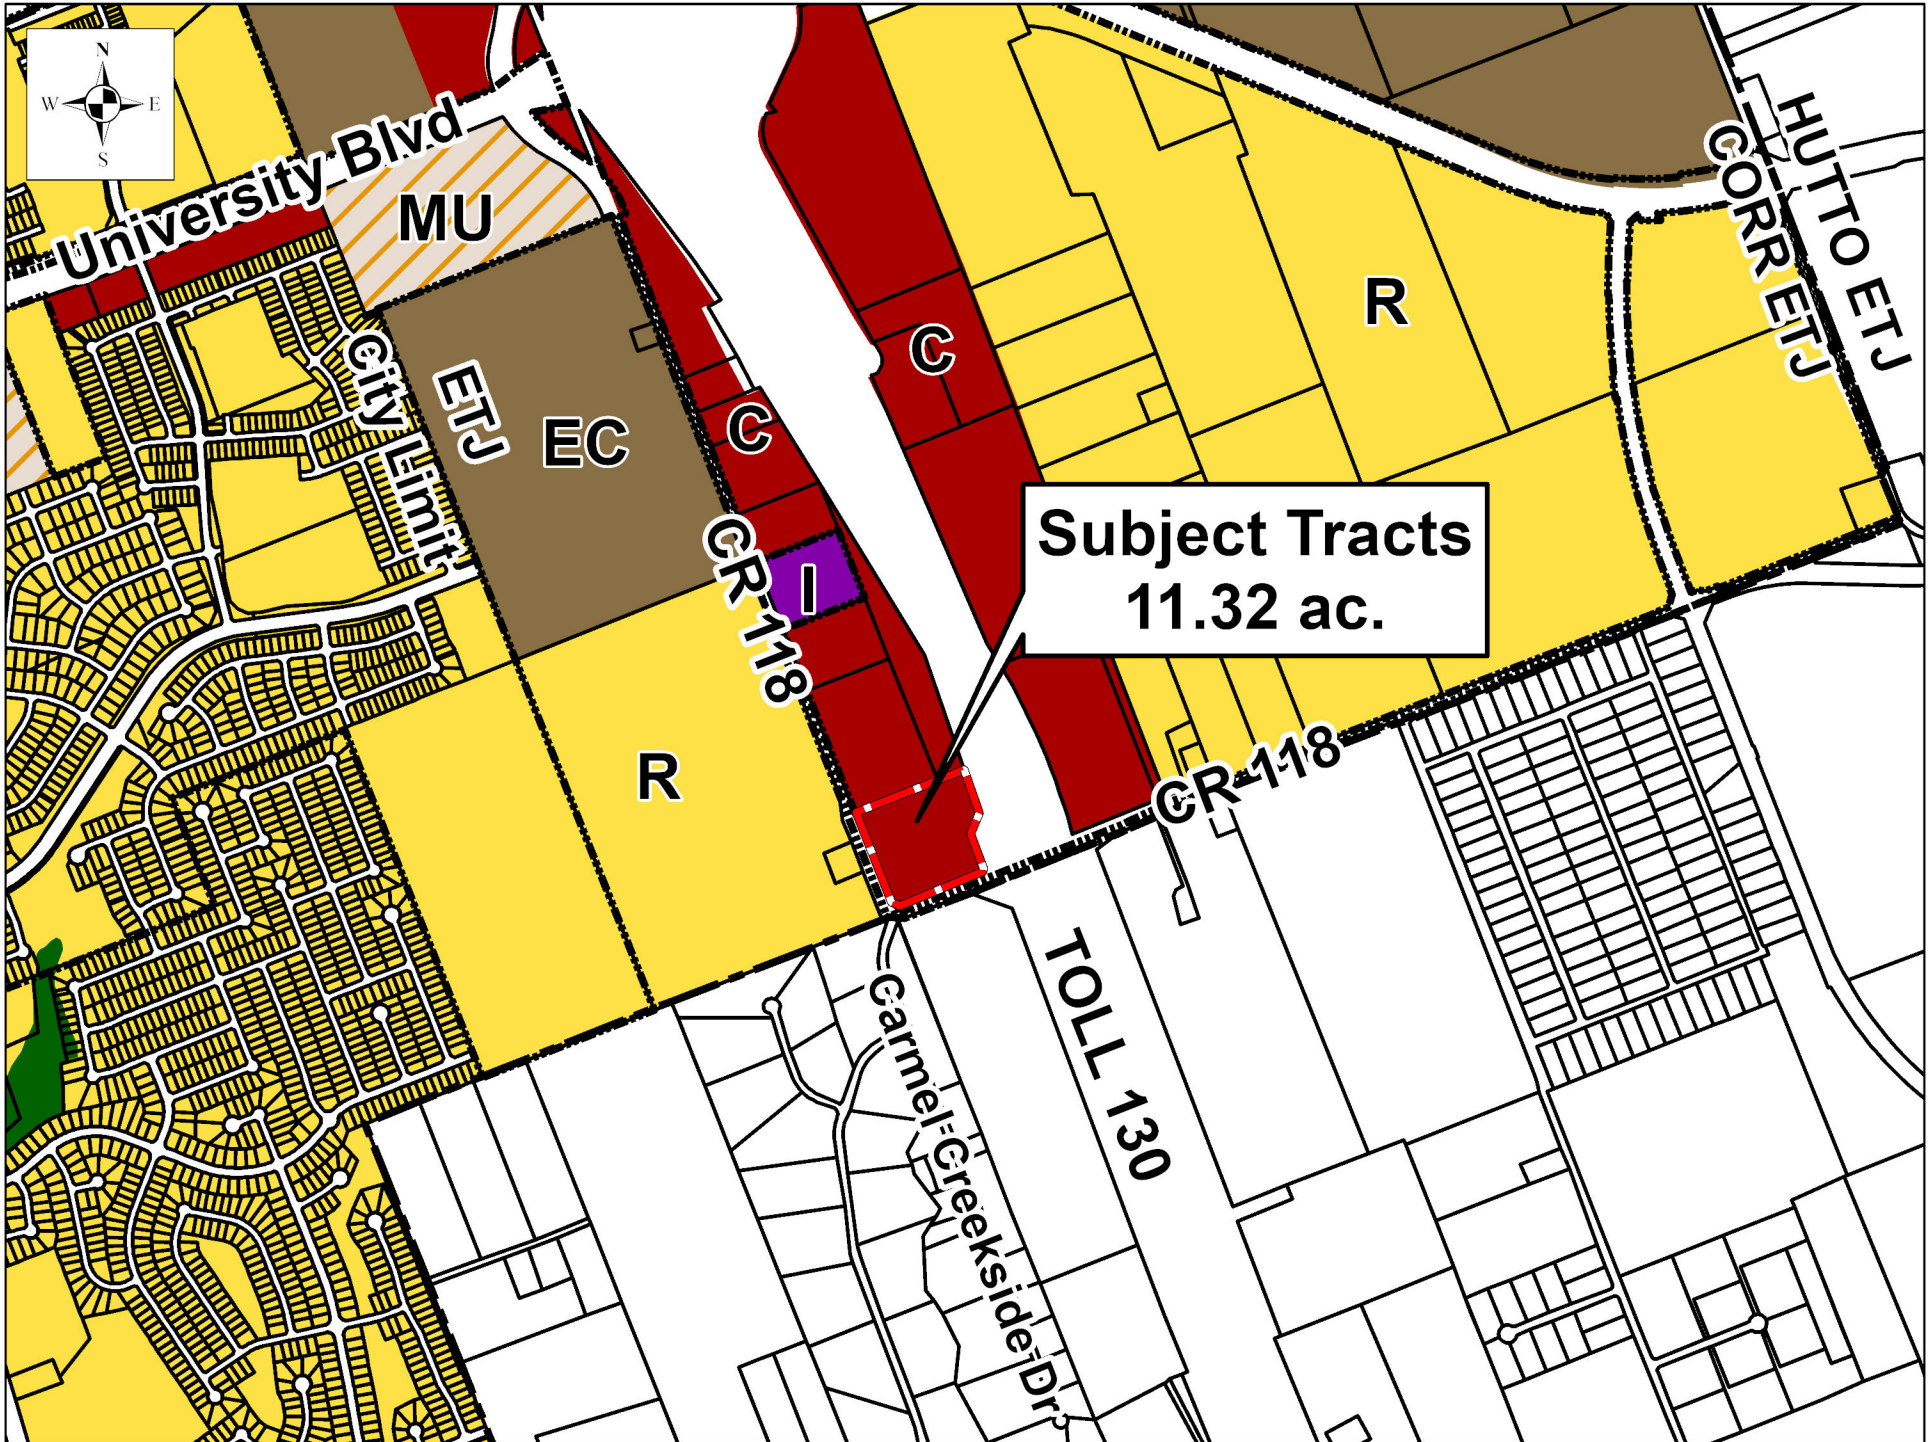 N
W E
S
University Blvd
MU
HUTTO ETJ
CORR ETJ
R
C
City Limit
ETJ
EC
C
CR 118
I
Subject Tracts
11.32 ac.
R
CR 118
Carmel Creekside Dr
TOLL 130